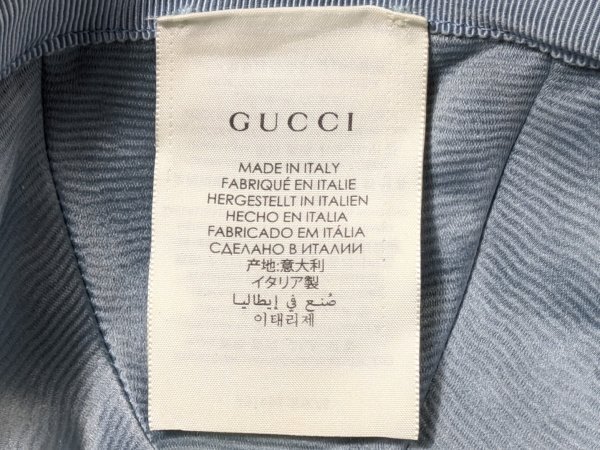 GUCCI
MADE IN ITALY
FABRIQUÉ EN ITALIE
HERGESTELLT IN ITALIEN
HECHO EN ITALIA
FABRICADO EM ITÁLIA
СДЕЛАНО В ИТАЛИИ
产地:意大利
イタリア製
صُنع في إيطاليا
이태리제